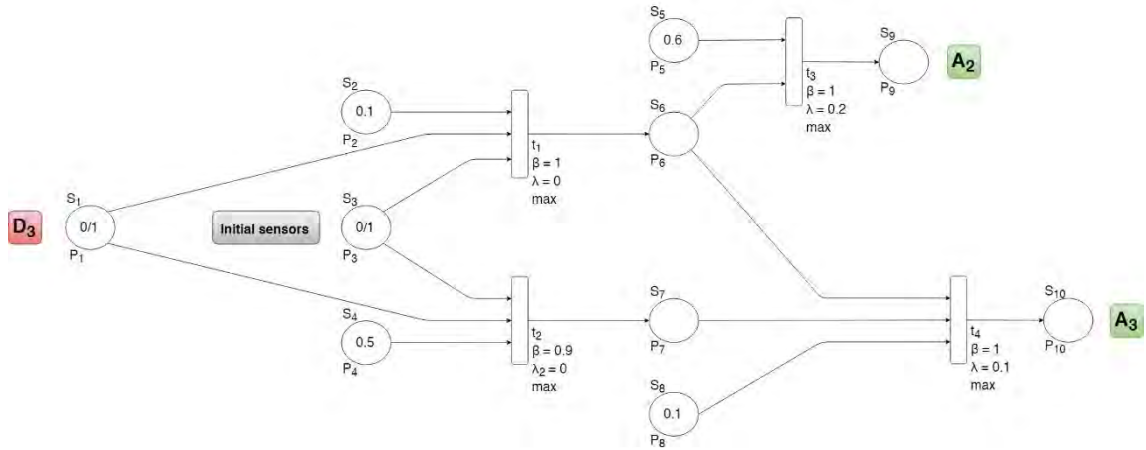 S5
0.6
P5
t3
β = 1
λ = 0.2
max
S9
P9
A2
S2
0.1
P2
t1
β = 1
λ = 0
max
S6
P6
D3
S1
0/1
P1
Initial sensors
S3
0/1
P3
S4
0.5
P4
t2
β = 0.9
λ2 = 0
max
S7
P7
S8
0.1
P8
t4
β = 1
λ = 0.1
max
S10
P10
A3